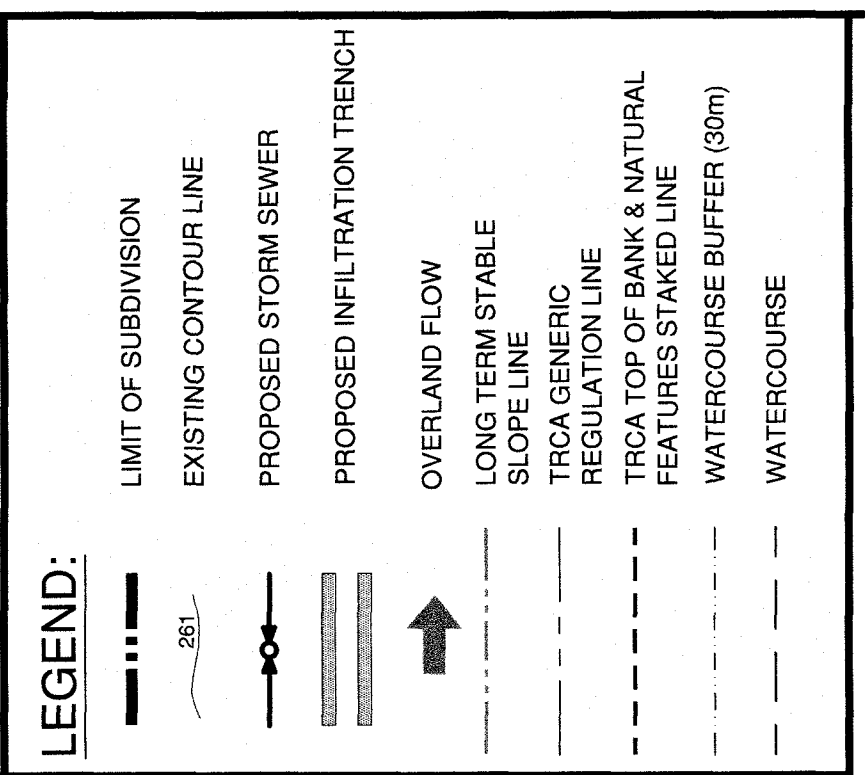 LEGEND:
LIMIT OF SUBDIVISION
261
EXISTING CONTOUR LINE
PROPOSED STORM SEWER
PROPOSED INFILTRATION TRENCH
OVERLAND FLOW
LONG TERM STABLE
SLOPE LINE
TRCA GENERIC
REGULATION LINE
TRCA TOP OF BANK & NATURAL
FEATURES STAKED LINE
WATERCOURSE BUFFER (30m)
WATERCOURSE